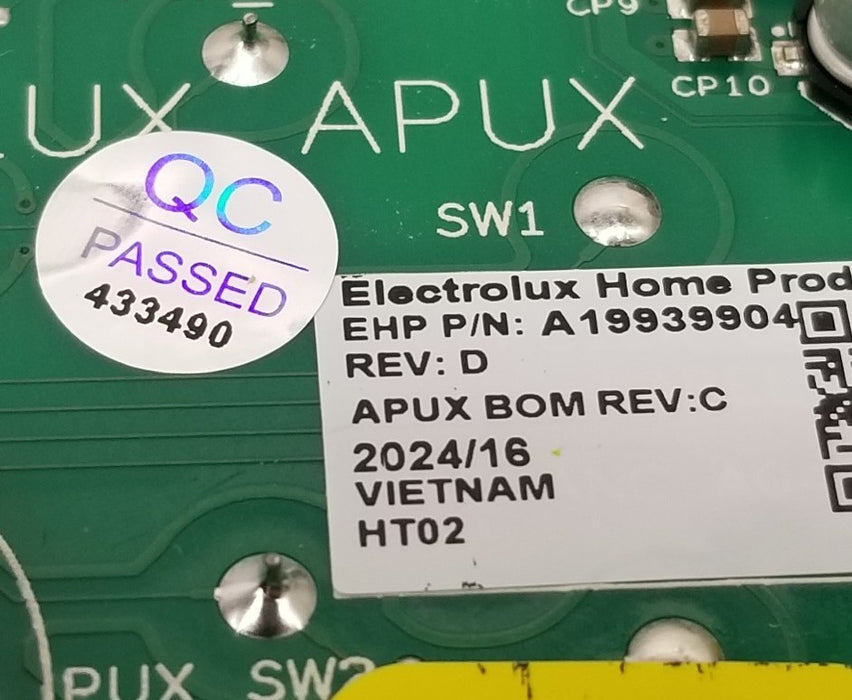 CP9
CP10
UX APUX
QC
PASSED
433490
SW1
Electrolux Home Prod
EHP P/N: A19939904
REV: D
APUX BOM REV:C
2024/16
VIETNAM
HT02
PUX SW2